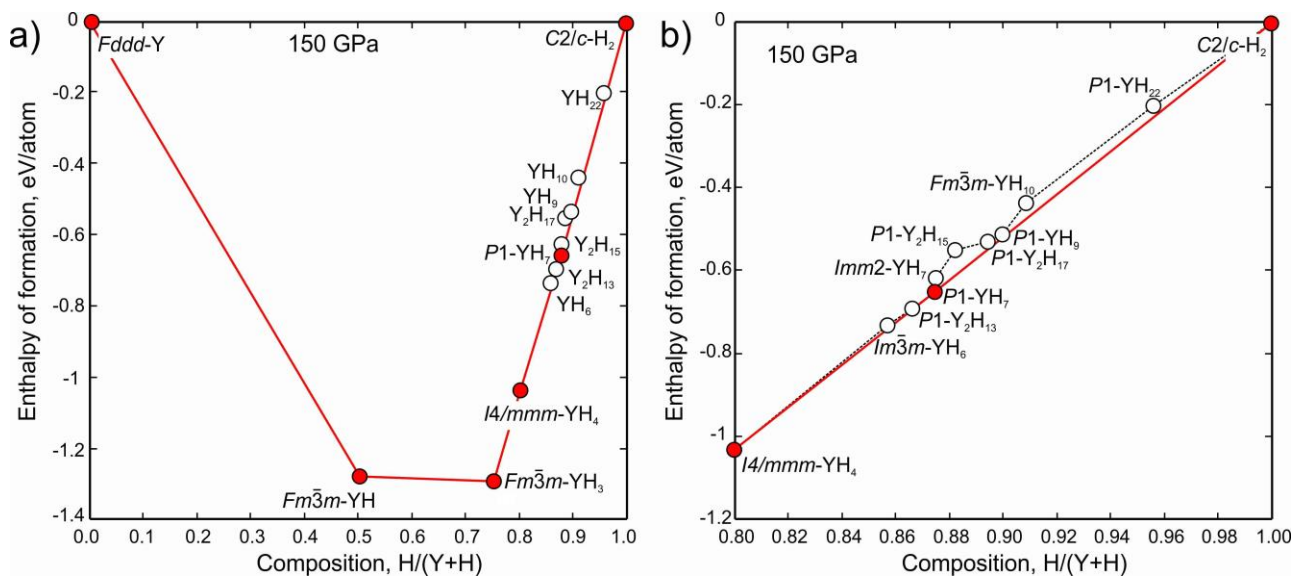 a)
150 GPa
Fddd-Y
C2/c-H₂
YH₂₂
YH₁₀
YH₉
Y₂H₁₇
Y₂H₁₅
P1-YH₇
Y₂H₁₃
YH₆
I4/mmm-YH₄
Fm3̅m-YH
Fm3̅m-YH₃
Enthalpy of formation, eV/atom
0
-0.2
-0.4
-0.6
-0.8
-1
-1.2
-1.4
0.0 0.1 0.2 0.3 0.4 0.5 0.6 0.7 0.8 0.9 1.0
Composition, H/(Y+H)
b)
150 GPa
C2/c-H₂
P1-YH₂₂
Fm3̅m-YH₁₀
P1-Y₂H₁₅
P1-YH₉
Imm2-YH₇
P1-Y₂H₁₇
P1-YH₇
P1-Y₂H₁₃
Im3̅m-YH₆
I4/mmm-YH₄
Enthalpy of formation, eV/atom
0
-0.2
-0.4
-0.6
-0.8
-1
-1.2
0.80 0.82 0.84 0.86 0.88 0.90 0.92 0.94 0.96 0.98 1.00
Composition, H/(Y+H)